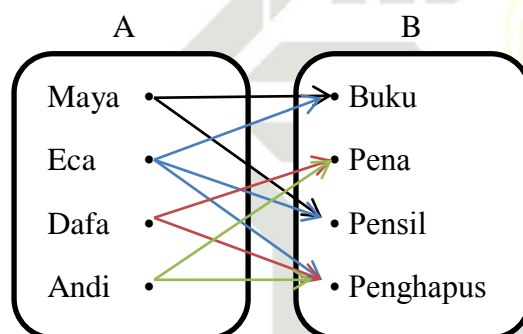 A B
Maya Buku
Eca Pena
Dafa Pensil
Andi Penghapus